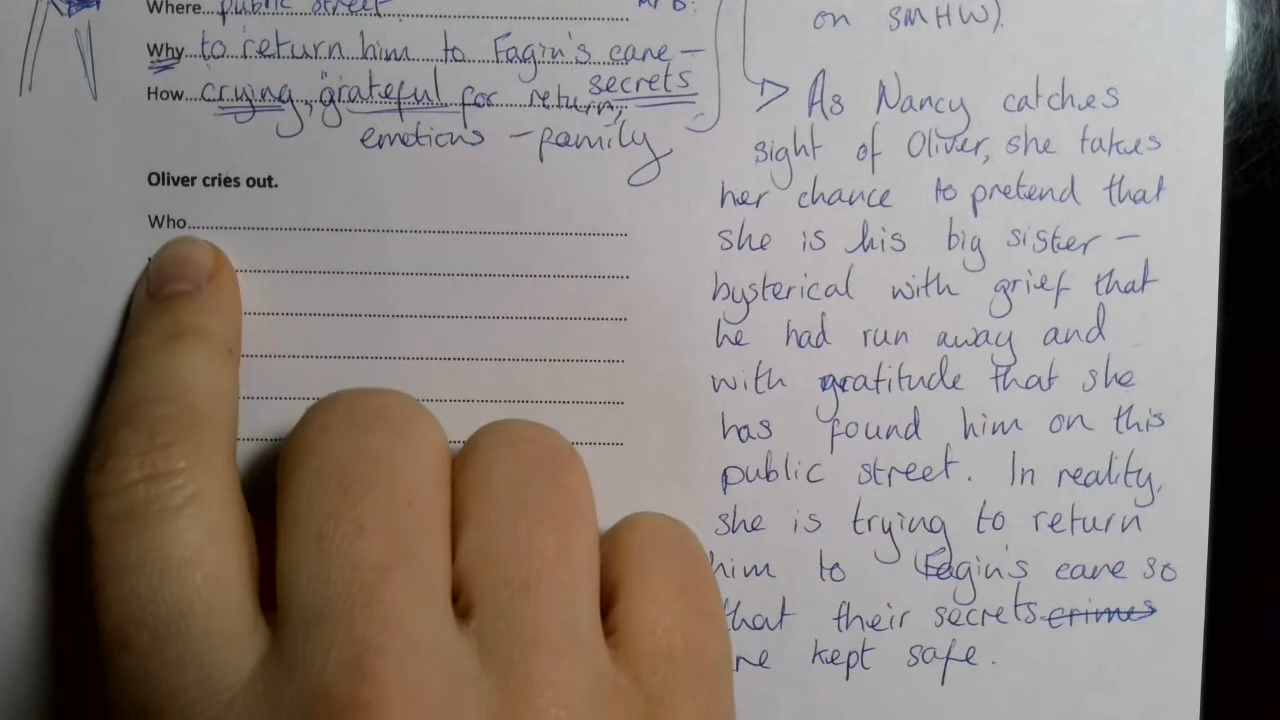 Where...public street
on SMHW).
Why to return him to Fagin's care –
How...crying, "grateful for return, secrets
emotions – family
Oliver cries out.
Who
As Nancy catches
sight of Oliver, she takes
her chance to pretend that
she is his big sister –
hysterical with grief that
he had run away and
with gratitude that she
has found him on this
public street. In reality,
she is trying to return
him to Fagin's care so
that their secrets crimes
kept safe.